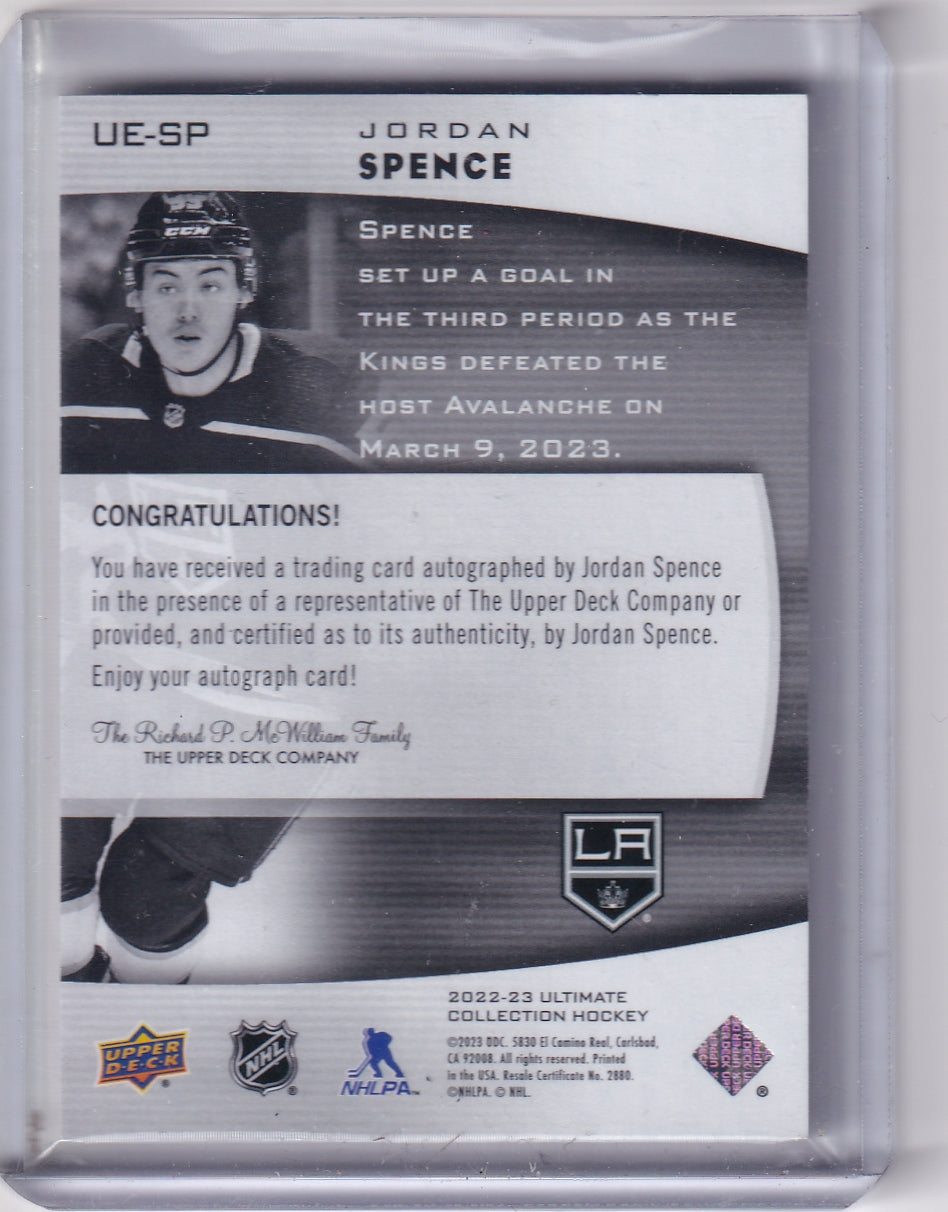 UE-SP
JORDAN
SPENCE
CCM
SPENCE
SET UP A GOAL IN
THE THIRD PERIOD AS THE
KINGS DEFEATED THE
HOST AVALANCHE ON
MARCH 9, 2023.
CONGRATULATIONS!
You have received a trading card autographed by Jordan Spence
in the presence of a representative of The Upper Deck Company or
provided, and certified as to its authenticity, by Jordan Spence.
Enjoy your autograph card!
The Richard P. McWilliam Family
THE UPPER DECK COMPANY
LA
®
2022-23 ULTIMATE
COLLECTION HOCKEY
©2023 UDC. 5830 El Camino Real, Carlsbad,
CA 92008. All rights reserved. Printed
in the USA. Resale Certificate No. 2880.
©NHLPA. © NHL.
UPPER
D·E·C·K
®
NHL
®
NHLPA™
®